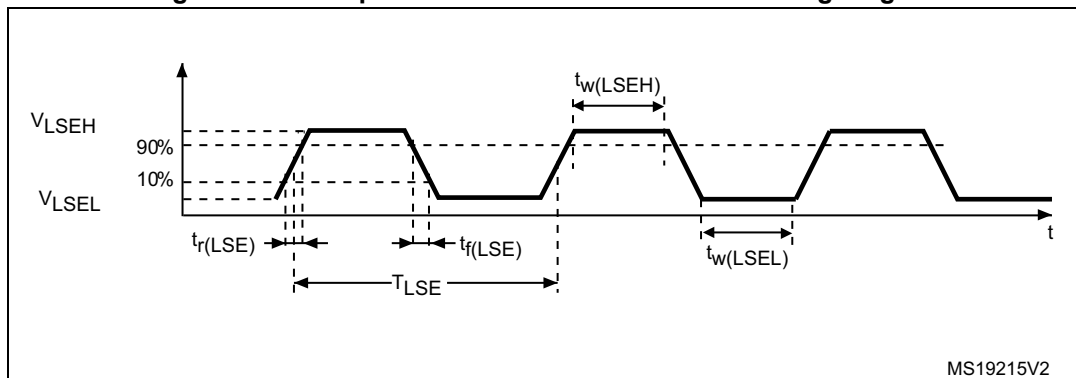 t_w(LSEH)
V_LSEH
90%
10%
V_LSEL
t_r(LSE)
t_f(LSE)
t_w(LSEL)
t
T_LSE
MS19215V2